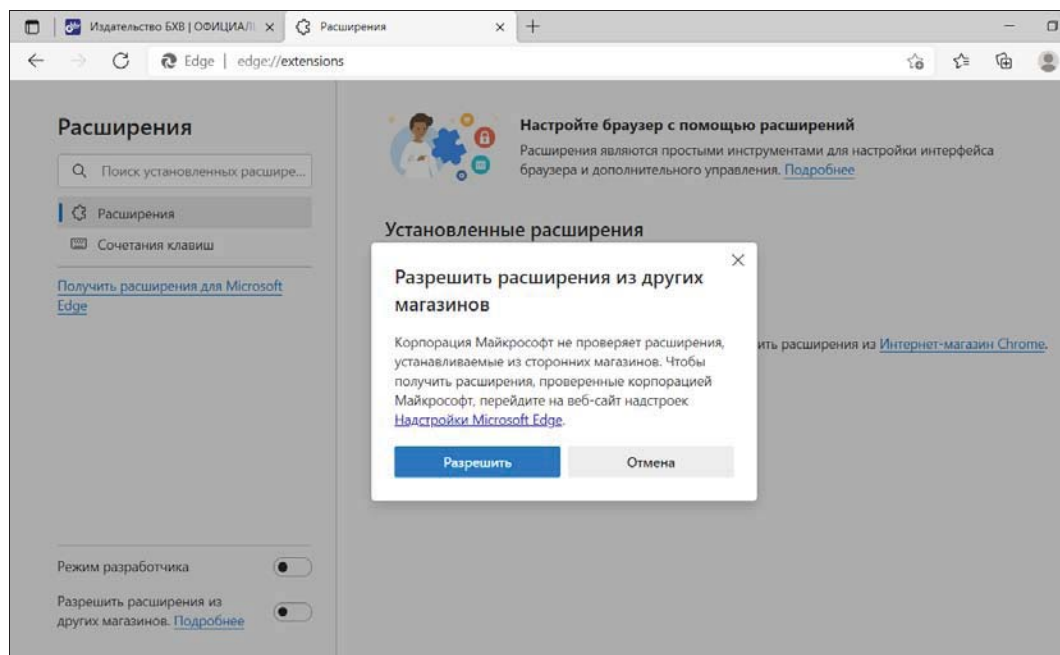 Издательство БХВ | ОФИЦИАЛ
Расширения
Edge | edge://extensions
Расширения
Поиск установленных расшире...
Расширения
Сочетания клавиш
Получить расширения для Microsoft
Edge
Режим разработчика
Разрешить расширения из
других магазинов. Подробнее
Настройте браузер с помощью расширений
Расширения являются простыми инструментами для настройки интерфейса
браузера и дополнительного управления. Подробнее
Установленные расширения
ить расширения из Интернет-магазин Chrome.
Разрешить расширения из других
магазинов
Корпорация Майкрософт не проверяет расширения,
устанавливаемые из сторонних магазинов. Чтобы
получить расширения, проверенные корпорацией
Майкрософт, перейдите на веб-сайт надстроек
Надстройки Microsoft Edge.
Разрешить
Отмена